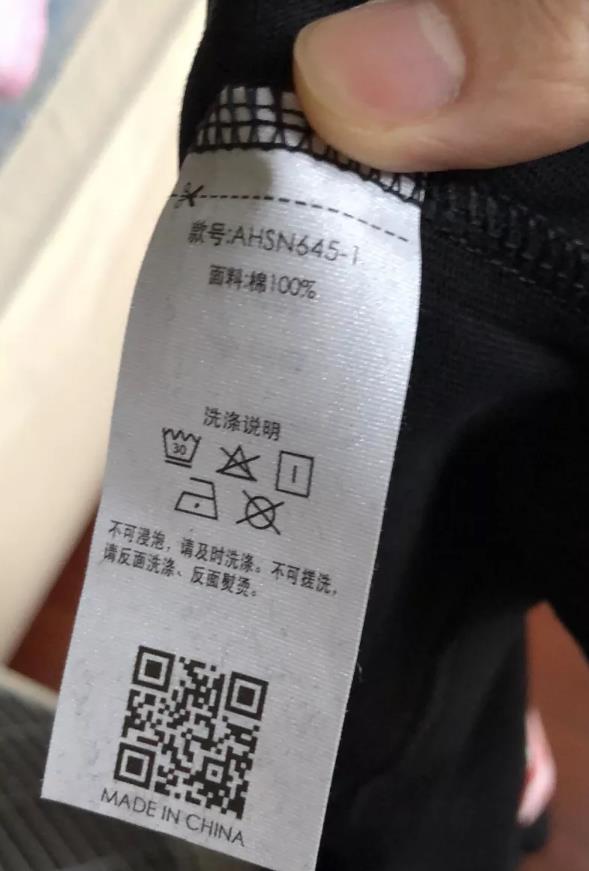 款号:AHSN645-1
面料:棉100%
洗涤说明
30
不可浸泡，请及时洗涤。不可搓洗，
请反面洗涤、反面熨烫。
MADE IN CHINA